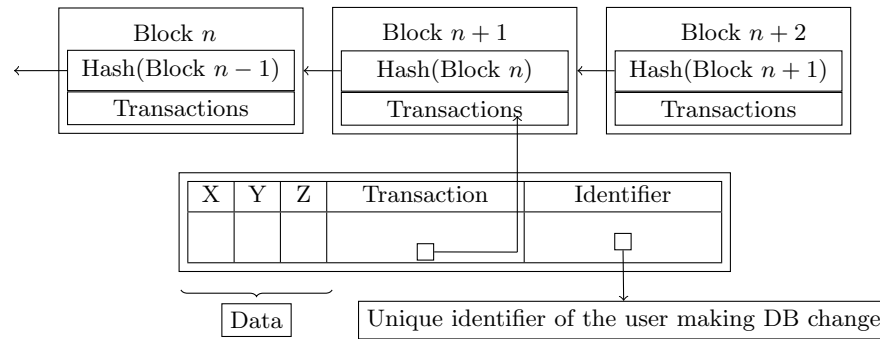 Block n Block n + 1 Block n + 2
Hash(Block n − 1) Hash(Block n) Hash(Block n + 1)
Transactions Transactions Transactions
X Y Z Transaction Identifier
Data Unique identifier of the user making DB change